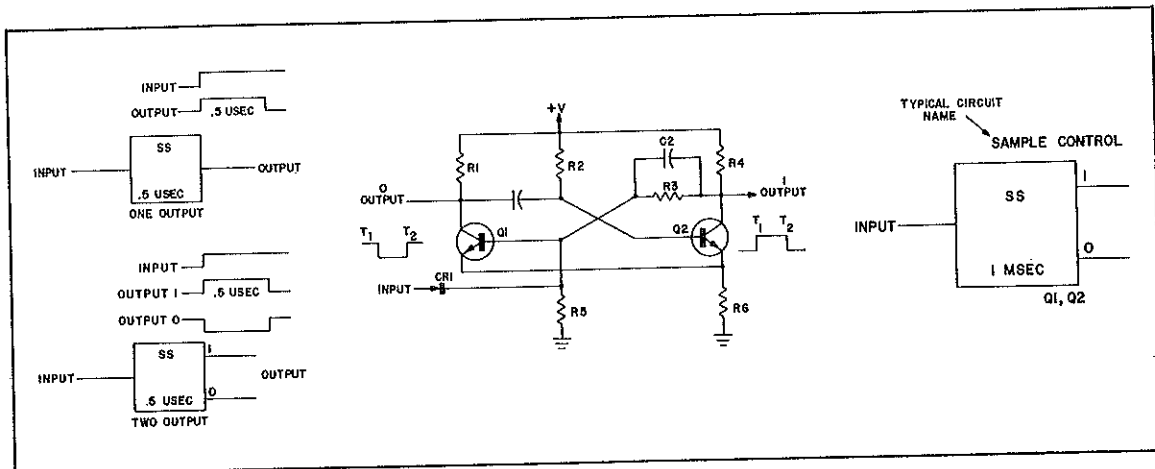 INPUT
OUTPUT .5 USEC
SS
INPUT OUTPUT
.5 USEC
ONE OUTPUT
INPUT
OUTPUT 1 .5 USEC
OUTPUT 0
SS 1
INPUT OUTPUT
.5 USEC 0
TWO OUTPUT
+V
R1 R2 C2 R4
R3
0 OUTPUT
1 OUTPUT
T1 T2 Q1 Q2 T1 T2
CR1
INPUT
R5 R6
TYPICAL CIRCUIT
NAME
SAMPLE CONTROL
SS 1
INPUT
0
1 MSEC
Q1, Q2